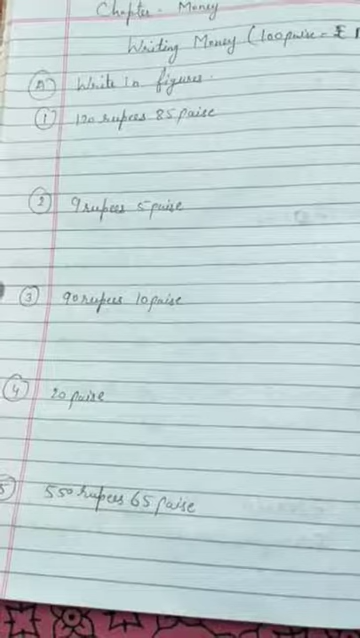 Chapter - Money
Writing Money (100 paise = ₹ 1
(A) Write in figures.
(1) 120 rupees 85 paise
(2) 9 rupees 5 paise
(3) 90 rupees 10 paise
(4) 20 paise
5) 550 rupees 65 paise